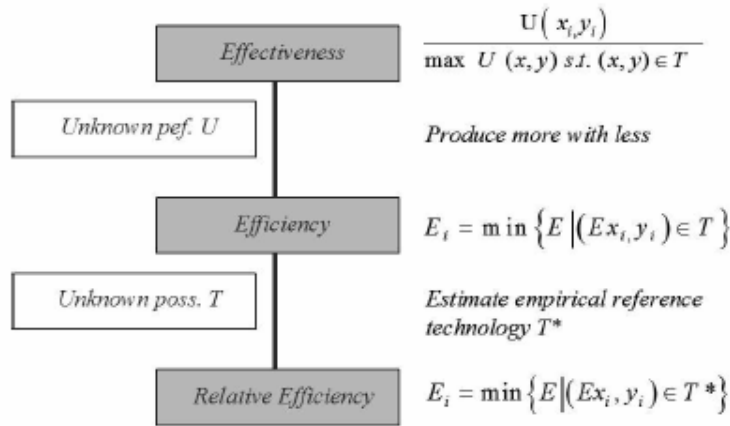 Effectiveness
U( x_i,y_i)
max U (x,y) s.t. (x,y)∈T
Unknown pef. U
Produce more with less
Efficiency
E_i = min {E |(Ex_i, y_i)∈T}
Unknown poss. T
Estimate empirical reference
technology T*
Relative Efficiency
E_i = min {E|(Ex_i, y_i)∈T*}